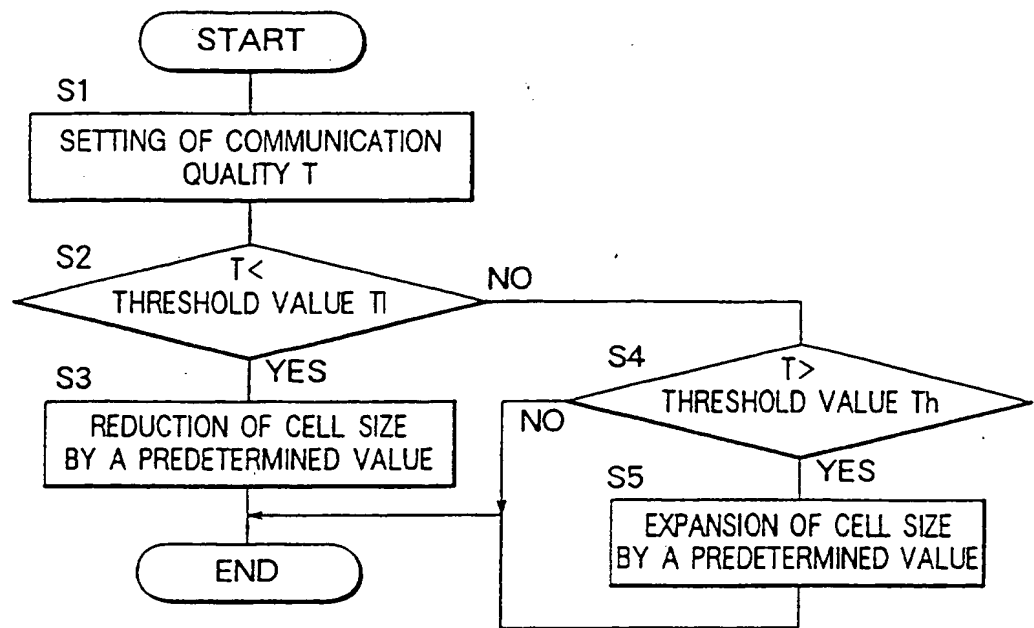 START
S1
SETTING OF COMMUNICATION
QUALITY T
S2
T<
THRESHOLD VALUE Tl
NO
YES
S3
REDUCTION OF CELL SIZE
BY A PREDETERMINED VALUE
S4
T>
THRESHOLD VALUE Th
NO
YES
S5
EXPANSION OF CELL SIZE
BY A PREDETERMINED VALUE
END